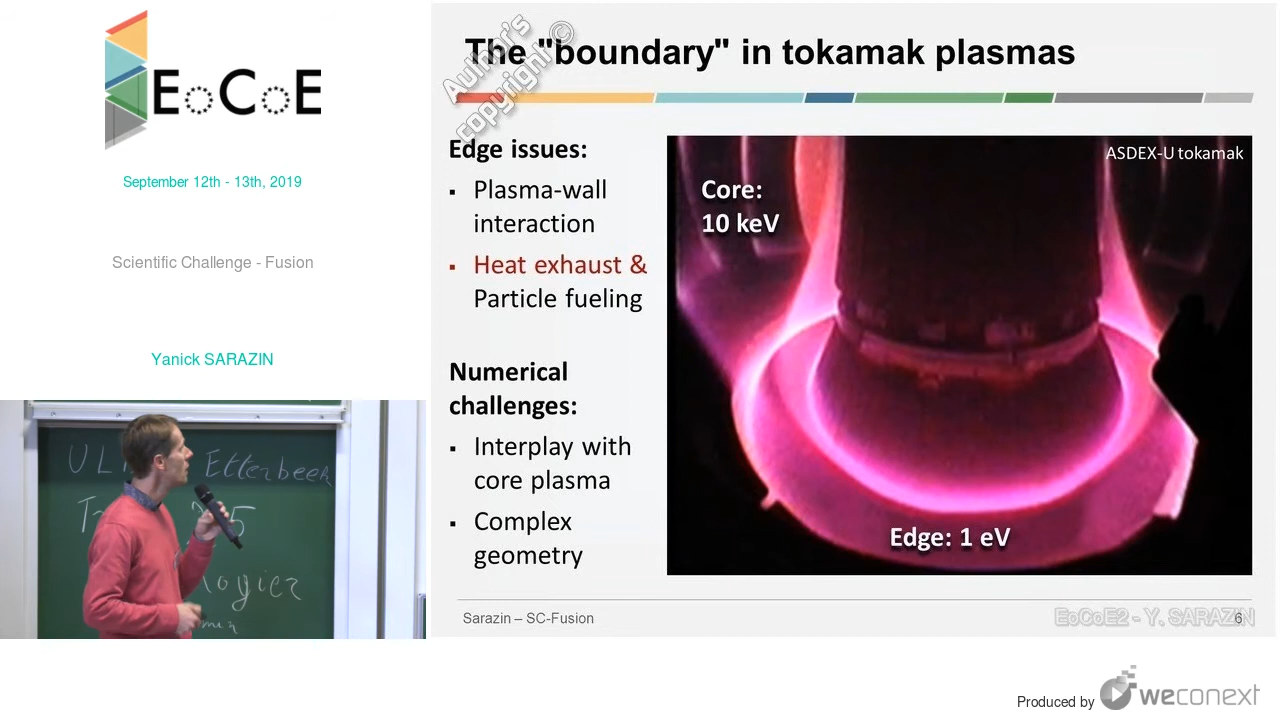 EoCoE
September 12th - 13th, 2019
Scientific Challenge - Fusion
Yanick SARAZIN
The "boundary" in tokamak plasmas
Author's
copyright ©
Edge issues:
▪ Plasma-wall
interaction
▪ Heat exhaust &
Particle fueling
Numerical
challenges:
▪ Interplay with
core plasma
▪ Complex
geometry
ASDEX-U tokamak
Core:
10 keV
Edge: 1 eV
Sarazin – SC-Fusion
EoCoE2 - Y. SARAZIN
6
Etterbeek
Produced by
weconext